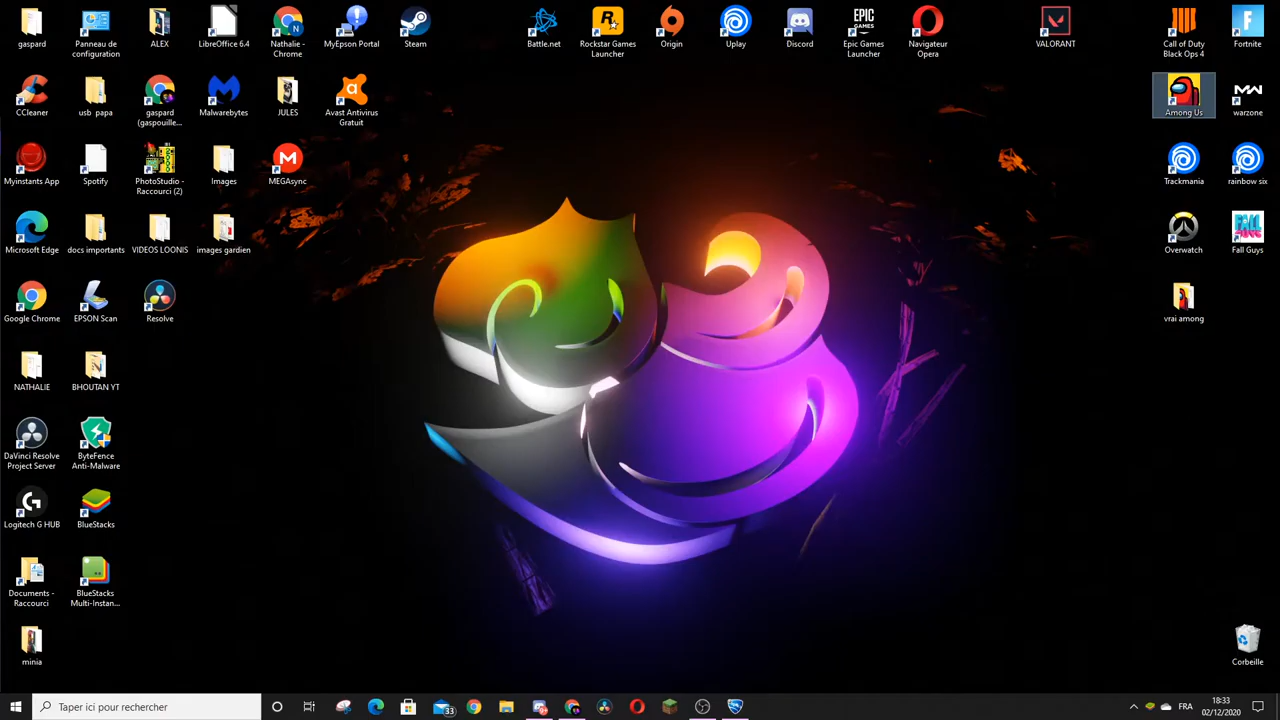 gaspard
Panneau de
configuration
ALEX
LibreOffice 6.4
Nathalie -
Chrome
MyEpson Portal
Steam
Battle.net
Rockstar Games
Launcher
Origin
Uplay
Discord
Epic Games
Launcher
Navigateur
Opera
VALORANT
Call of Duty
Black Ops 4
Fortnite
CCleaner
usb papa
gaspard
(gaspouille...
Malwarebytes
JULES
Avast Antivirus
Gratuit
Among Us
warzone
Myinstants App
Spotify
PhotoStudio -
Raccourci (2)
Images
MEGAsync
Trackmania
rainbow six
Microsoft Edge
docs importants
VIDEOS LOONIS
images gardien
Overwatch
Fall Guys
Google Chrome
EPSON Scan
Resolve
vrai among
NATHALIE
BHOUTAN YT
DaVinci Resolve
Project Server
ByteFence
Anti-Malware
Logitech G HUB
BlueStacks
Documents -
Raccourci
BlueStacks
Multi-Instan...
minia
Corbeille
Taper ici pour rechercher
33
FRA
18:33
02/12/2020